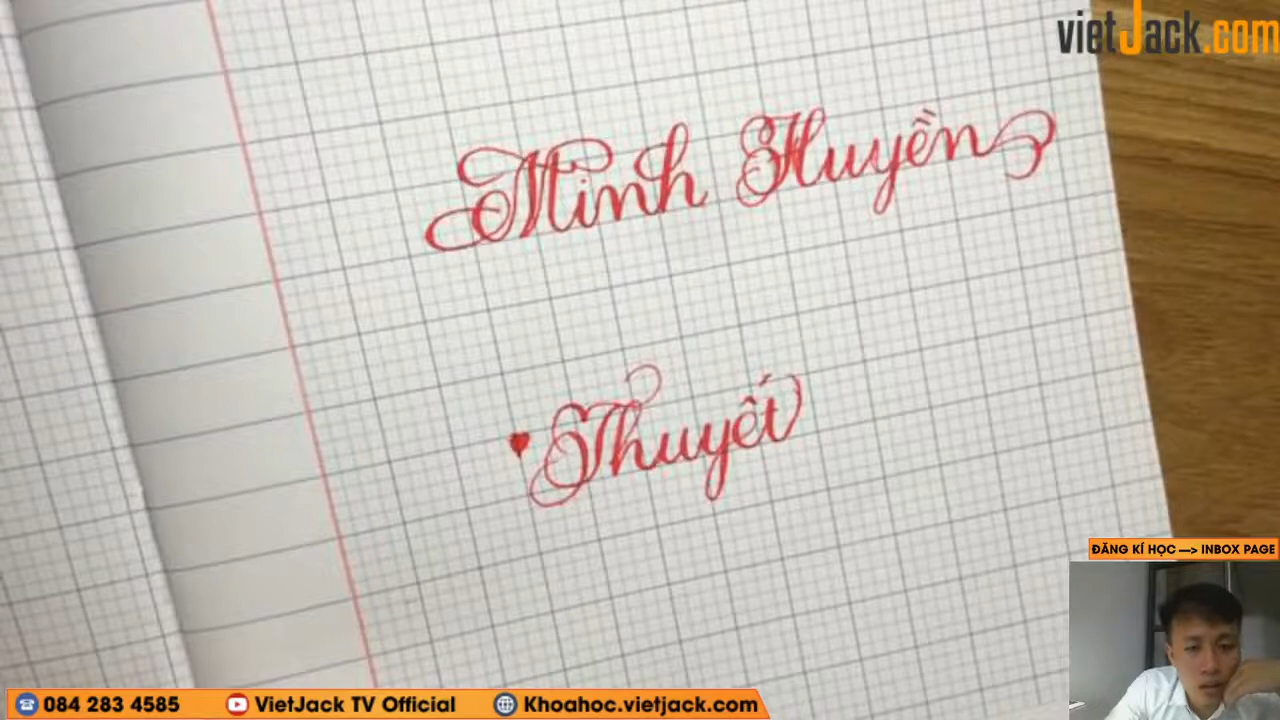 vietJack.com
Minh Huyền
♥ Thuyết
ĐĂNG KÍ HỌC —> INBOX PAGE
084 283 4585
VietJack TV Official
Khoahoc.vietjack.com